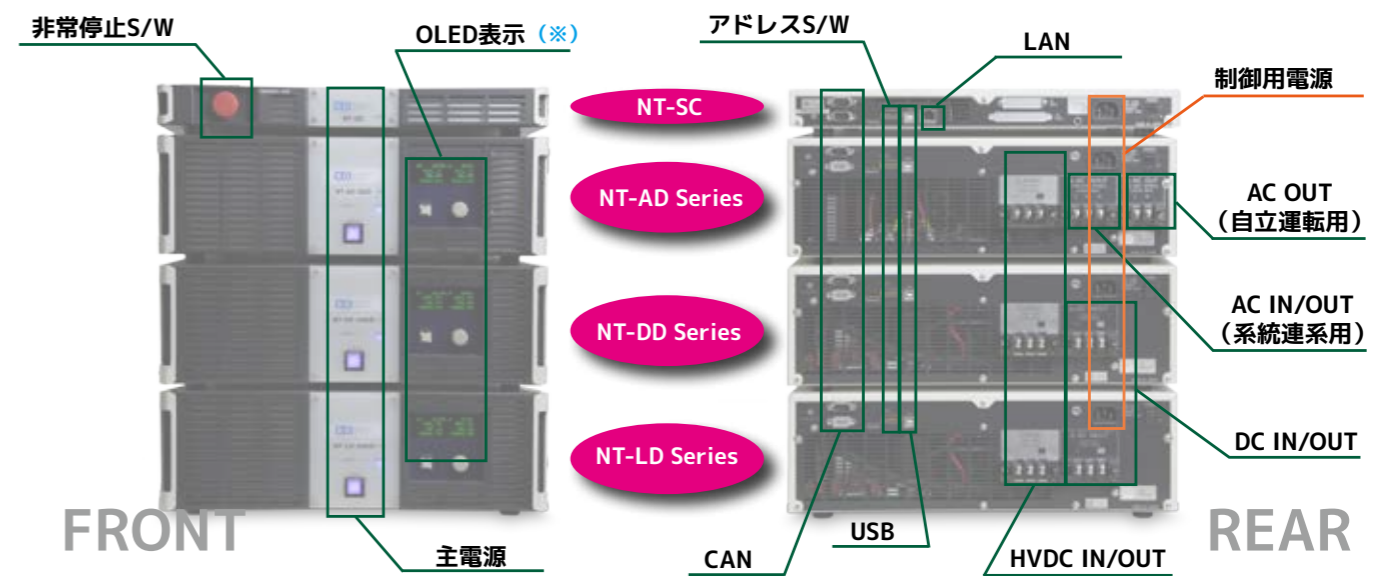 非常停止S/W
OLED表示（※）
アドレスS/W
LAN
制御用電源
NT-SC
NT-AD Series
AC OUT
（自立運転用）
NT-DD Series
AC IN/OUT
（系統連系用）
NT-LD Series
DC IN/OUT
FRONT
REAR
主電源
CAN
USB
HVDC IN/OUT